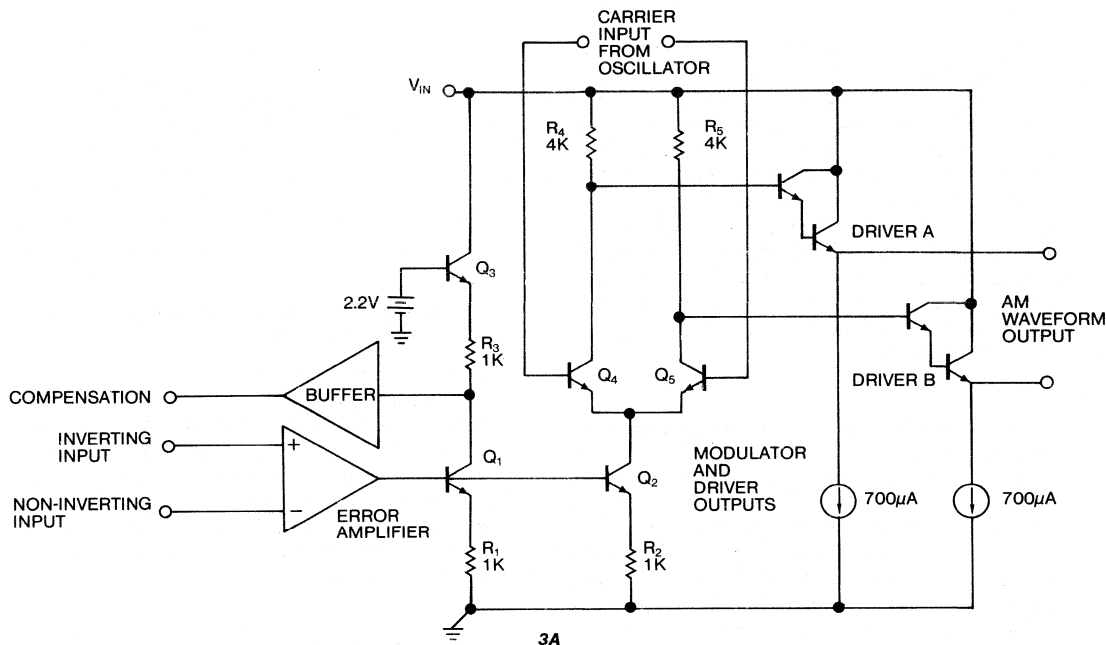 CARRIER
INPUT
FROM
OSCILLATOR
VIN
R4
4K
R5
4K
DRIVER A
Q3
2.2V
R3
1K
AM
WAVEFORM
OUTPUT
Q4
Q5
DRIVER B
COMPENSATION
BUFFER
INVERTING
INPUT
+
Q1
Q2
MODULATOR
AND
DRIVER
OUTPUTS
NON-INVERTING
INPUT
−
ERROR
AMPLIFIER
700µA
700µA
R1
1K
R2
1K
3A